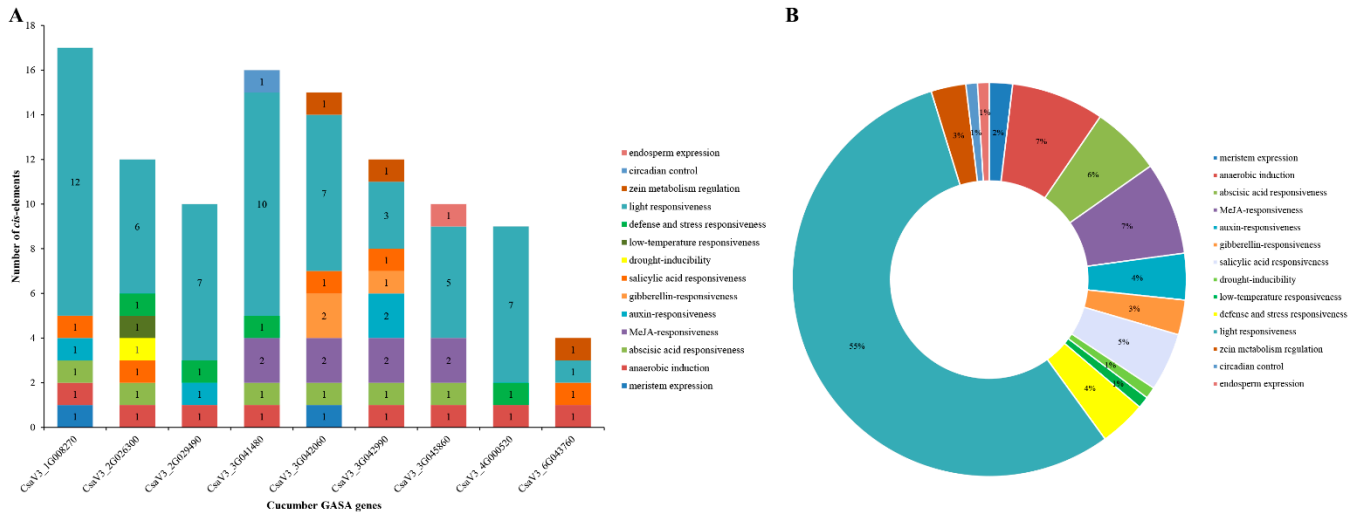 A
Number of cis-elements
18
16
14
12
10
8
6
4
2
0
12
1
1
1
1
1
6
1
1
1
1
1
1
7
1
1
1
1
10
1
2
1
1
1
7
1
2
2
1
1
1
3
1
1
2
2
1
1
1
5
2
1
1
7
1
1
1
1
1
1
CsaV3_1G008270
CsaV3_2G026300
CsaV3_2G029490
CsaV3_3G041480
CsaV3_3G042060
CsaV3_3G042990
CsaV3_3G045860
CsaV3_4G000520
CsaV3_6G043760
Cucumber GASA genes
endosperm expression
circadian control
zein metabolism regulation
light responsiveness
defense and stress responsiveness
low-temperature responsiveness
drought-inducibility
salicylic acid responsiveness
gibberellin-responsiveness
auxin-responsiveness
MeJA-responsiveness
abscisic acid responsiveness
anaerobic induction
meristem expression
B
2%
7%
6%
7%
4%
3%
5%
1%
1%
4%
55%
3%
1%
1%
meristem expression
anaerobic induction
abscisic acid responsiveness
MeJA-responsiveness
auxin-responsiveness
gibberellin-responsiveness
salicylic acid responsiveness
drought-inducibility
low-temperature responsiveness
defense and stress responsiveness
light responsiveness
zein metabolism regulation
circadian control
endosperm expression